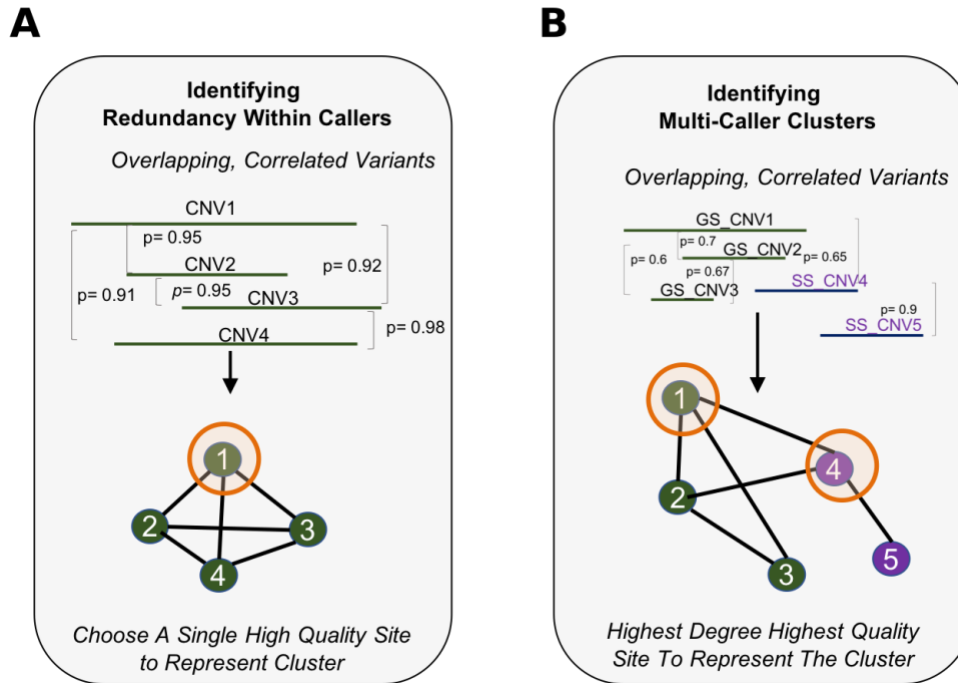 A
Identifying
Redundancy Within Callers
Overlapping, Correlated Variants
CNV1
p= 0.95
CNV2
p= 0.92
p= 0.91
p= 0.95
CNV3
p= 0.98
CNV4
1
2
3
4
Choose A Single High Quality Site
to Represent Cluster
B
Identifying
Multi-Caller Clusters
Overlapping, Correlated Variants
GS_CNV1
p= 0.7
GS_CNV2
p= 0.6
p= 0.65
p= 0.67
SS_CNV4
GS_CNV3
p= 0.9
SS_CNV5
1
4
2
5
3
Highest Degree Highest Quality
Site To Represent The Cluster